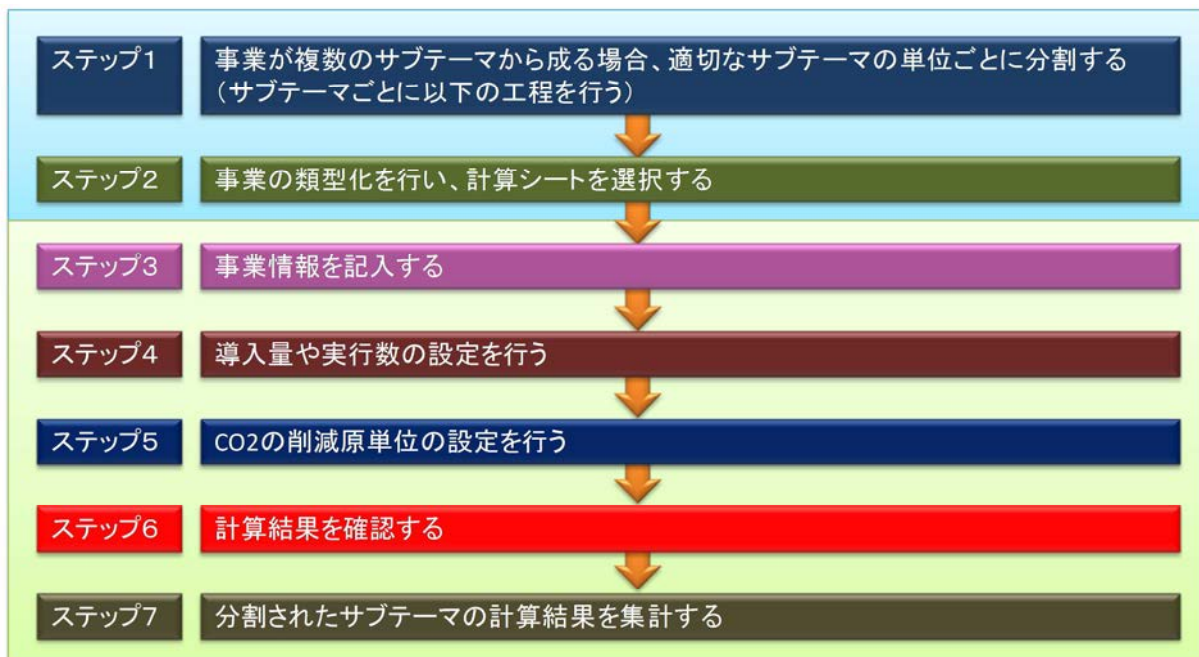 ステップ1
事業が複数のサブテーマから成る場合、適切なサブテーマの単位ごとに分割する
（サブテーマごとに以下の工程を行う）
ステップ2
事業の類型化を行い、計算シートを選択する
ステップ3
事業情報を記入する
ステップ4
導入量や実行数の設定を行う
ステップ5
CO2の削減原単位の設定を行う
ステップ6
計算結果を確認する
ステップ7
分割されたサブテーマの計算結果を集計する